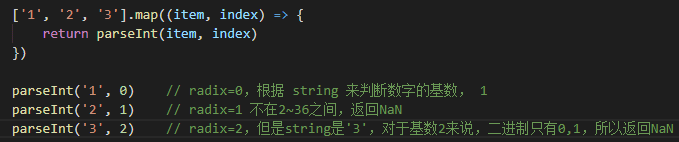 ['1', '2', '3'].map((item, index) => {
    return parseInt(item, index)
})
parseInt('1', 0)    // radix=0，根据 string 来判断数字的基数， 1
parseInt('2', 1)    // radix=1 不在2~36之间，返回NaN
parseInt('3', 2)    // radix=2，但是string是'3'，对于基数2来说，二进制只有0,1，所以返回NaN